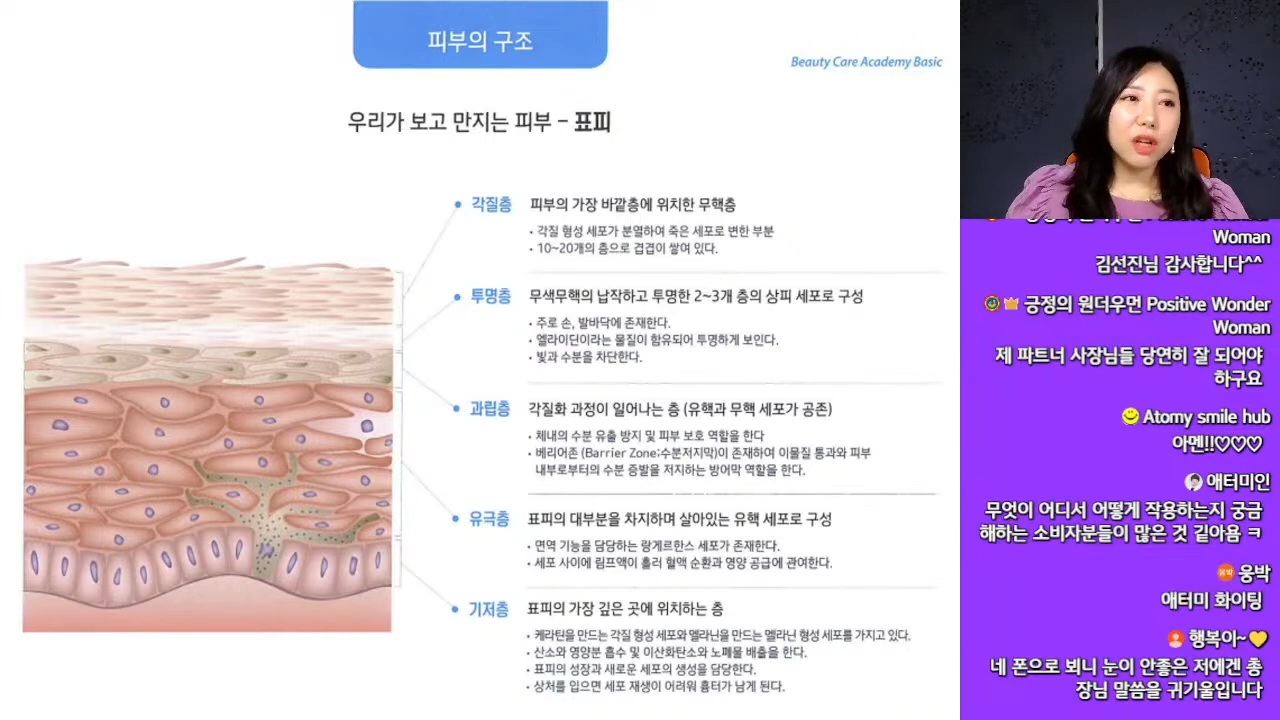 피부의 구조
Beauty Care Academy Basic
우리가 보고 만지는 피부 - 표피
각질층 피부의 가장 바깥층에 위치한 무핵층
• 각질 형성 세포가 분열하여 죽은 세포로 변한 부분
• 10~20개의 층으로 겹겹이 쌓여 있다.
투명층 무색무핵의 납작하고 투명한 2~3개 층의 상피 세포로 구성
• 주로 손, 발바닥에 존재한다.
• 엘라이딘이라는 물질이 함유되어 투명하게 보인다.
• 빛과 수분을 차단한다.
과립층 각질화 과정이 일어나는 층 (유핵과 무핵 세포가 공존)
• 체내의 수분 유출 방지 및 피부 보호 역할을 한다
• 베리어존 (Barrier Zone;수분저지막)이 존재하여 이물질 통과와 피부
내부로부터의 수분 증발을 저지하는 방어막 역할을 한다.
유극층 표피의 대부분을 차지하며 살아있는 유핵 세포로 구성
• 면역 기능을 담당하는 랑게르한스 세포가 존재한다.
• 세포 사이에 림프액이 흘러 혈액 순환과 영양 공급에 관여한다.
기저층 표피의 가장 깊은 곳에 위치하는 층
• 케라틴을 만드는 각질 형성 세포와 멜라닌을 만드는 멜라닌 형성 세포를 가지고 있다.
• 산소와 영양분 흡수 및 이산화탄소와 노폐물 배출을 한다.
• 표피의 성장과 새로운 세포의 생성을 담당한다.
• 상처를 입으면 세포 재생이 어려워 흉터가 남게 된다.
Woman
김선진님 감사합니다^^
긍정의 원더우먼 Positive Wonder
Woman
제 파트너 사장님들 당연히 잘 되어야
하구요
Atomy smile hub
아멘!!♡♡♡
애터미인
무엇이 어디서 어떻게 작용하는지 궁금
해하는 소비자분들이 많은 것 같아욤 ㅋ
웅박
애터미 화이팅
행복이~💛
네 폰으로 뵈니 눈이 안좋은 저에겐 총
장님 말씀을 귀기울입니다